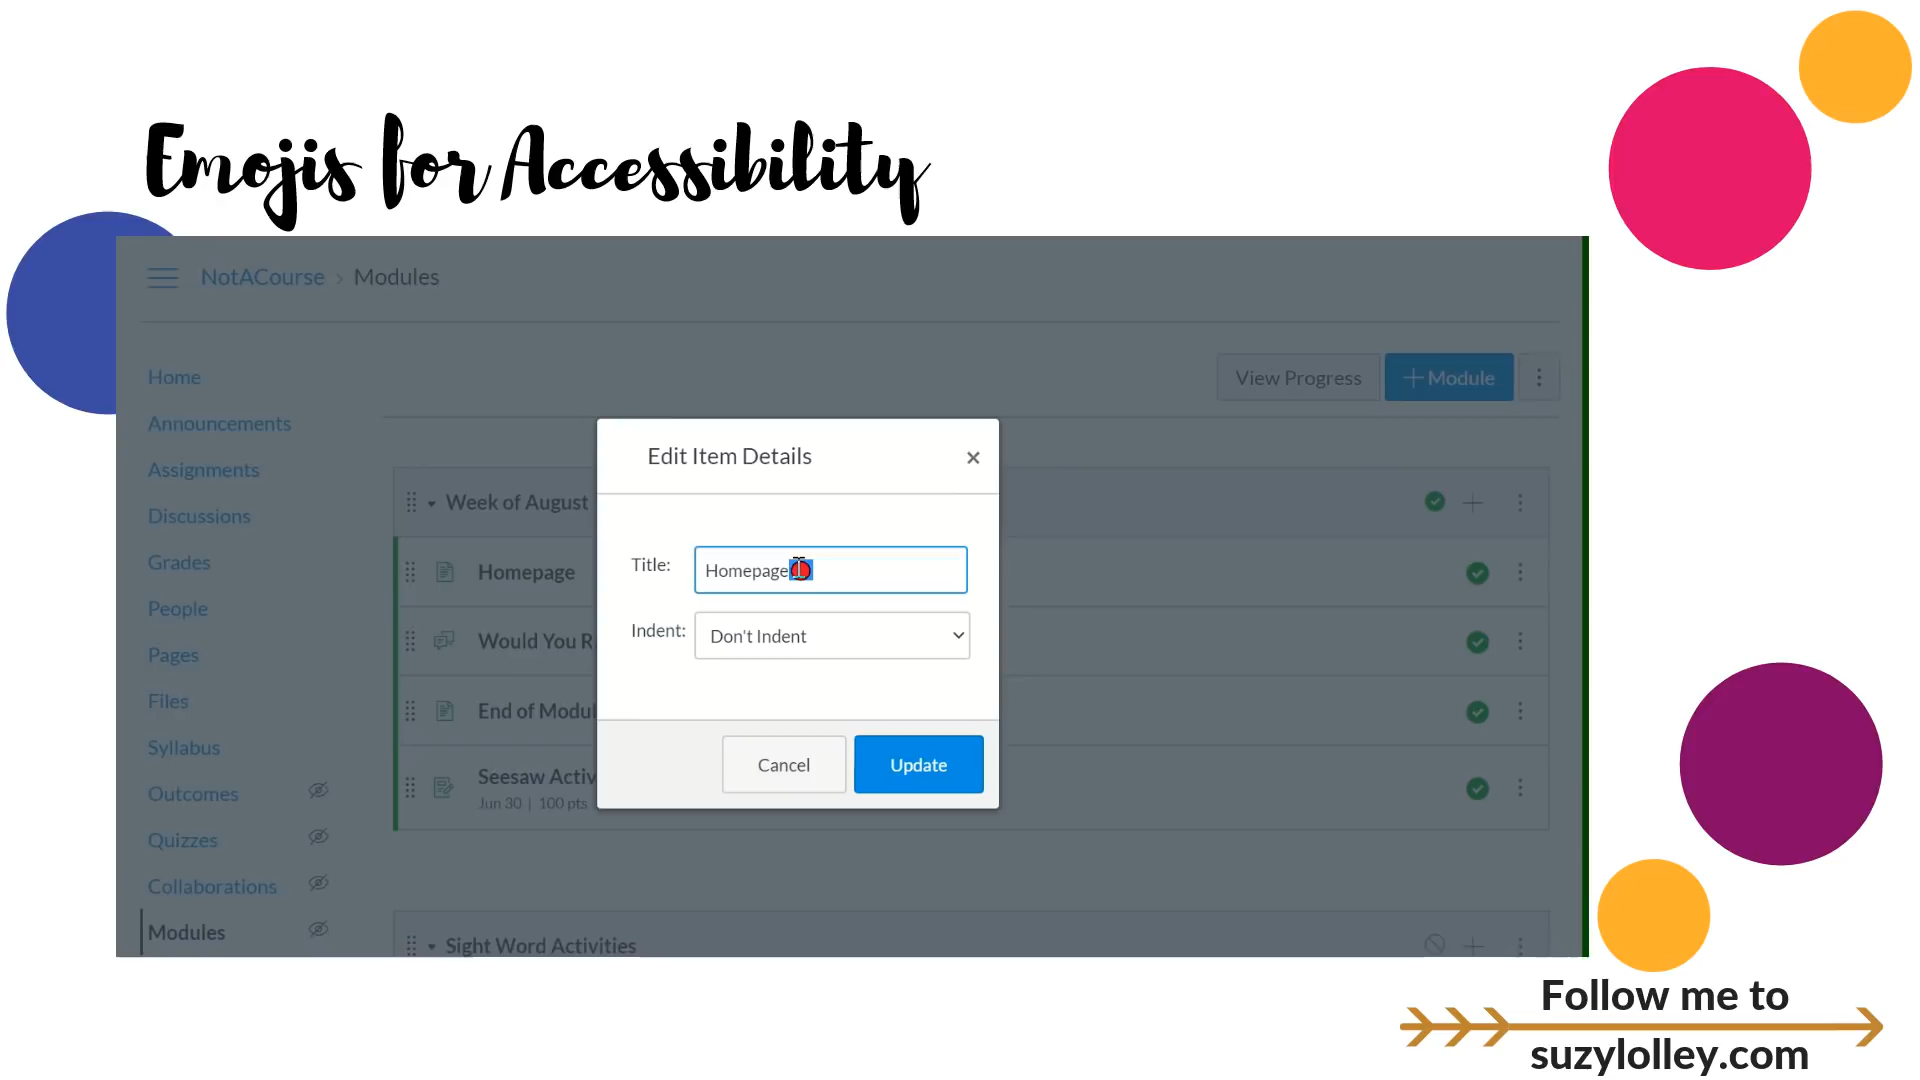 Emojis for Accessibility
NotACourse › Modules
Home
Announcements
Assignments
Discussions
Grades
People
Pages
Files
Syllabus
Outcomes
Quizzes
Collaborations
Modules
View Progress
+ Module
Week of August
Homepage
Would You R
End of Modul
Seesaw Activ
Jun 30 | 100 pts
Sight Word Activities
Edit Item Details
×
Title: Homepage
Indent: Don't Indent
Cancel
Update
Follow me to
suzylolley.com